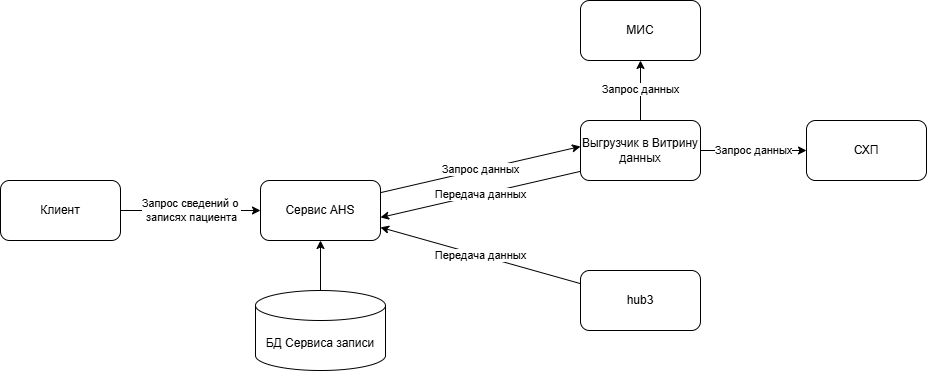 МИС
Запрос данных
Выгрузчик в Витрину
данных
Запрос данных
СХП
Запрос данных
Передача данных
Клиент
Запрос сведений о
записях пациента
Сервис AHS
Передача данных
hub3
БД Сервиса записи